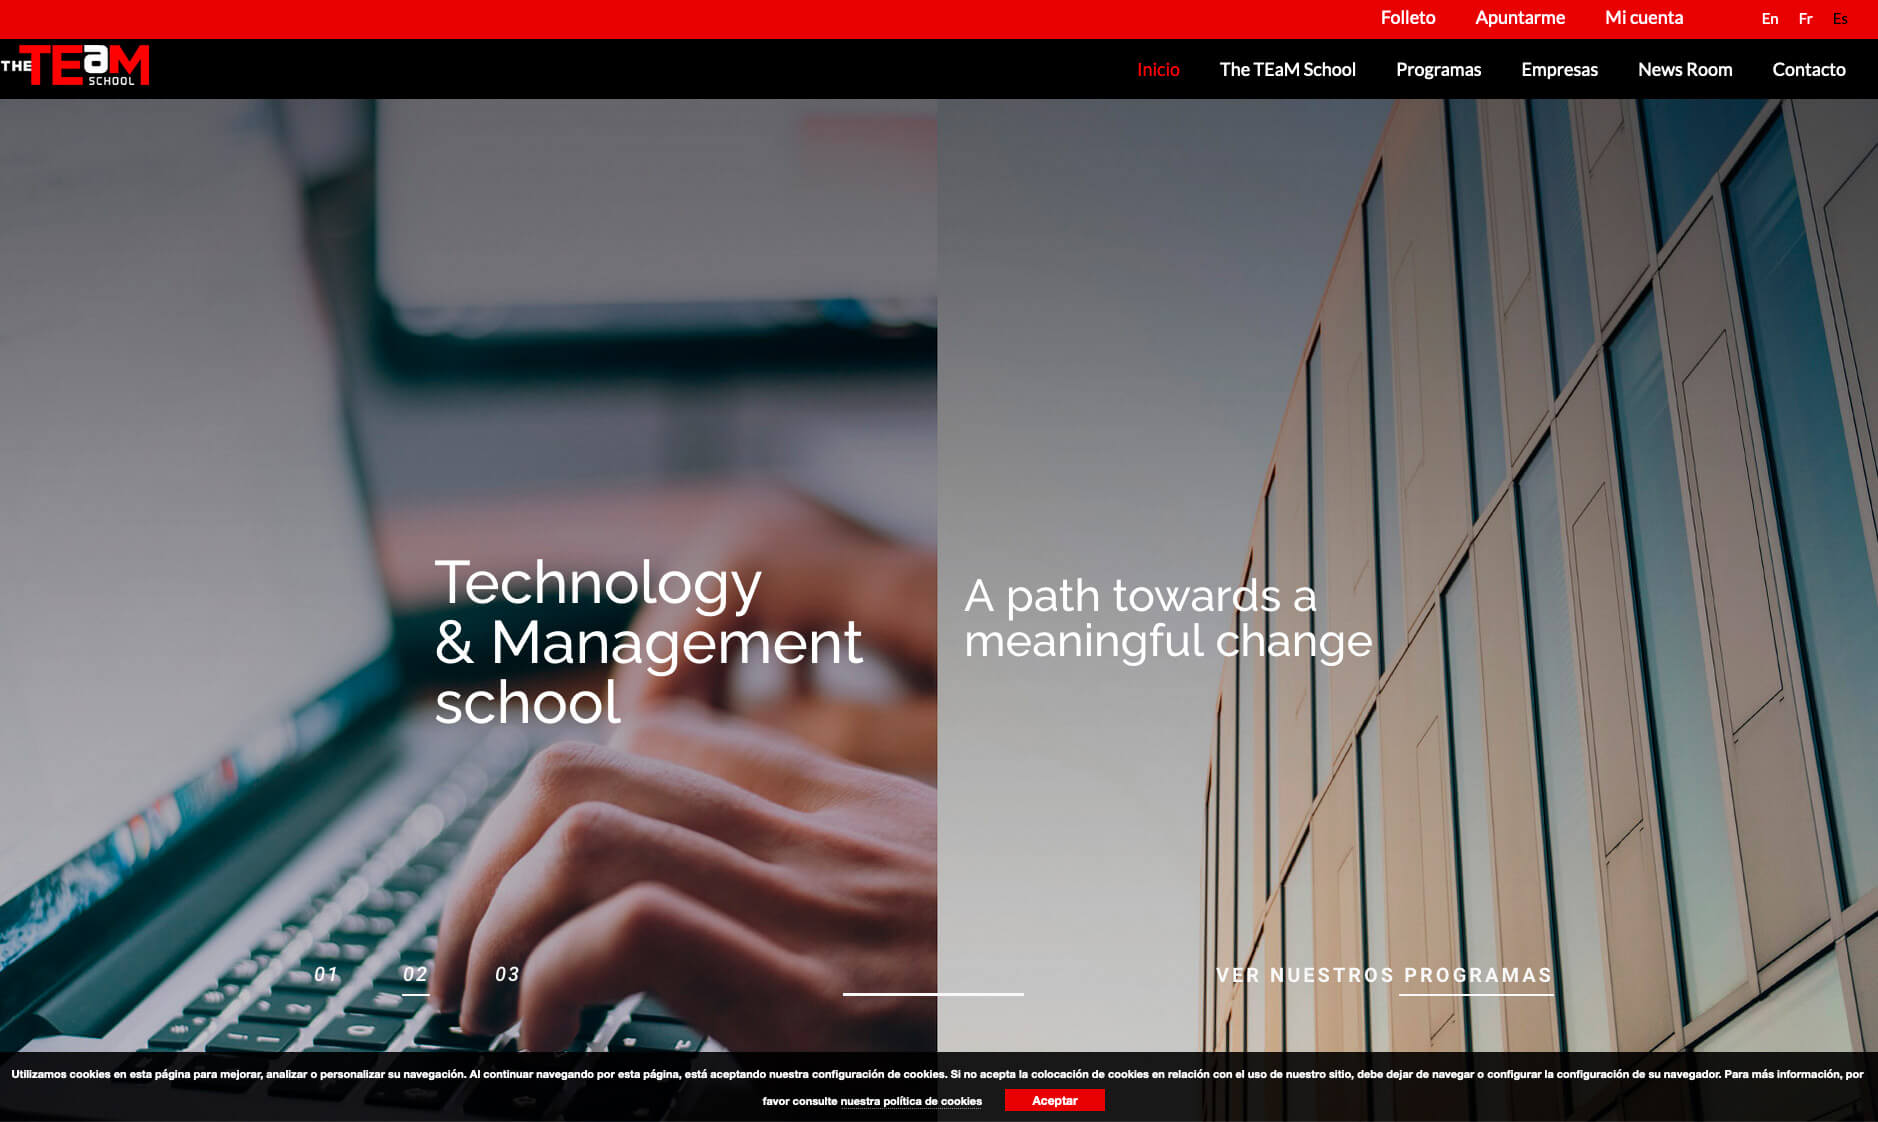 Folleto Apuntarme Mi cuenta En Fr Es
THE TEaM SCHOOL
Inicio The TEaM School Programas Empresas News Room Contacto
Technology
& Management
school
A path towards a
meaningful change
01 02 03
VER NUESTROS PROGRAMAS
Utilizamos cookies en esta página para mejorar, analizar o personalizar su navegación. Al continuar navegando por esta página, está aceptando nuestra configuración de cookies. Si no acepta la colocación de cookies en relación con el uso de nuestro sitio, debe dejar de navegar o configurar la configuración de su navegador. Para más información, por
favor consulte nuestra política de cookies Aceptar